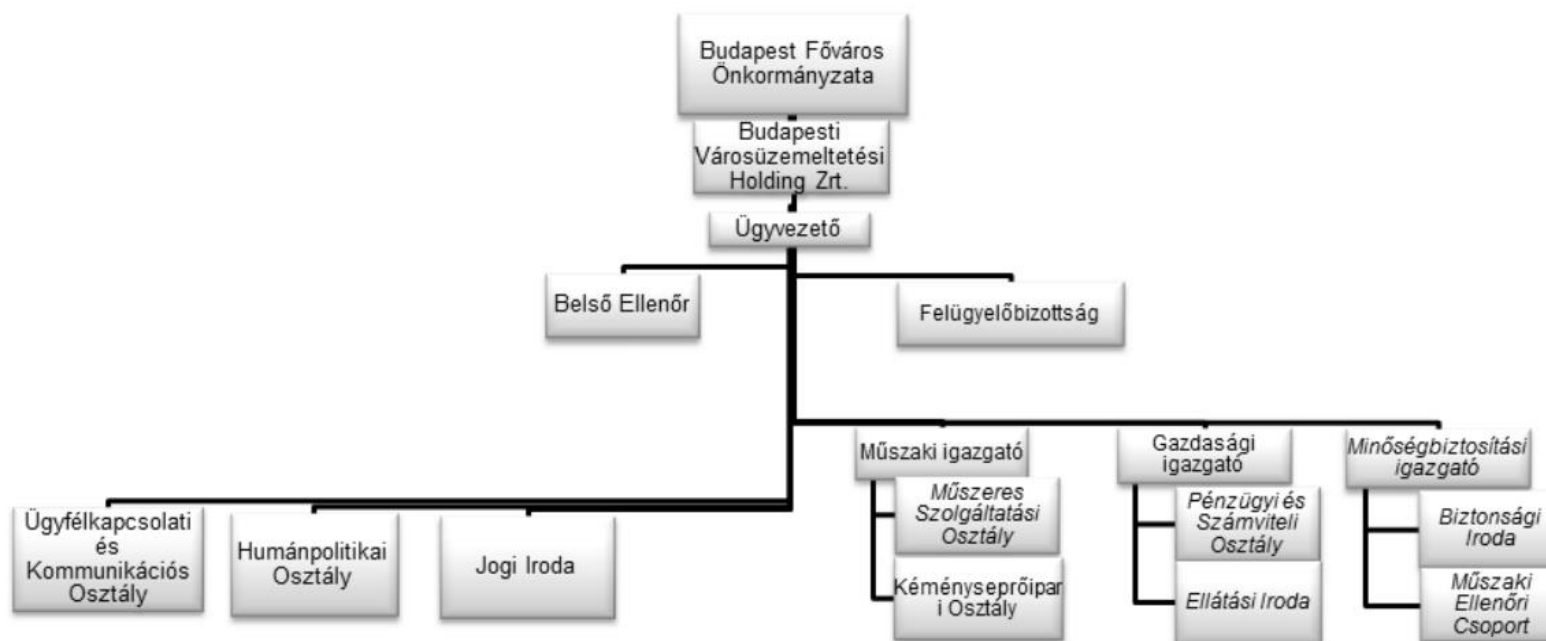 Budapest Főváros
Önkormányzata
Budapesti
Városüzemeltetési
Holding Zrt.
Ügyvezető
Belső Ellenőr
Felügyelőbizottság
Műszaki igazgató
Műszeres
Szolgáltatási
Osztály
Kéményseprőipar
i Osztály
Gazdasági
igazgató
Pénzügyi és
Számviteli
Osztály
Ellátási Iroda
Minőségbiztosítási
igazgató
Biztonsági
Iroda
Műszaki
Ellenőri
Csoport
Ügyfélkapcsolati
és
Kommunikációs
Osztály
Humánpolitikai
Osztály
Jogi Iroda